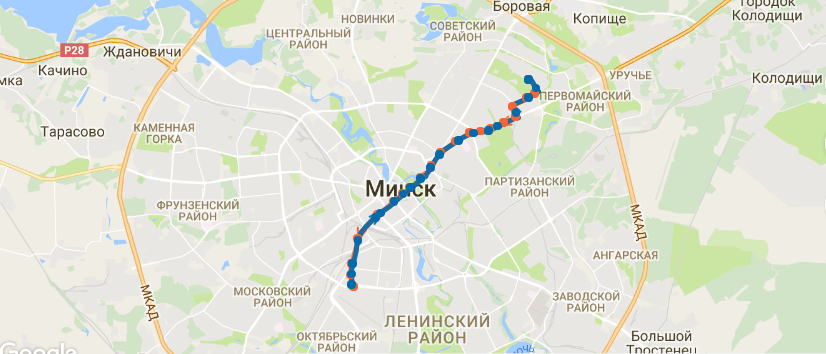 Боровая
ГОРОДОК
Колодищи
НОВИНКИ
СОВЕТСКИЙ
РАЙОН
Копище
ЦЕНТРАЛЬНЫЙ
РАЙОН
Ждановичи
P28
Качино
УРУЧЬЕ
Колодищи
ПЕРВОМАЙСКИЙ
РАЙОН
Тарасово
КАМЕННАЯ
ГОРКА
Минск
ПАРТИЗАНСКИЙ
РАЙОН
ФРУНЗЕНСКИЙ
РАЙОН
МКАД
АНГАРСКАЯ
МОСКОВСКИЙ
РАЙОН
МКАД
ЗАВОДСКОЙ
РАЙОН
ЛЕНИНСКИЙ
РАЙОН
ОКТЯБРЬСКИЙ
РАЙОН
Большой
Тростенец
Google